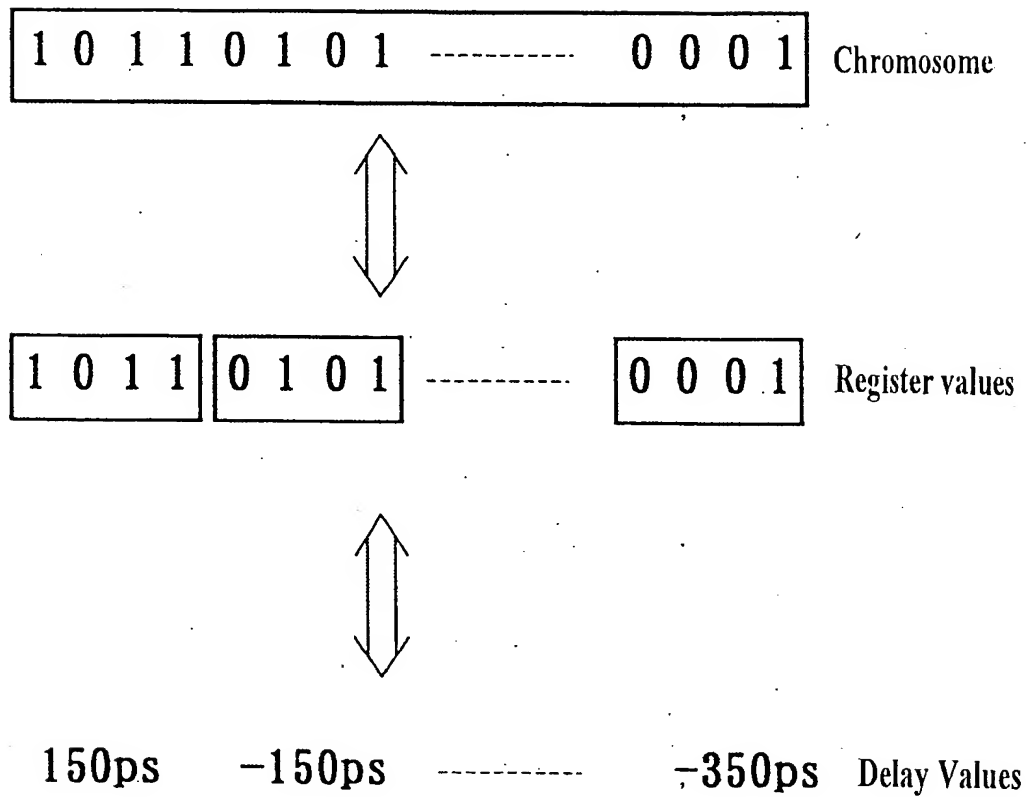 1 0 1 1 0 1 0 1 ---------- 0 0 0 1 Chromosome
1 0 1 1 0 1 0 1 ---------- 0 0 0 1 Register values
150ps -150ps ---------- -350ps Delay Values